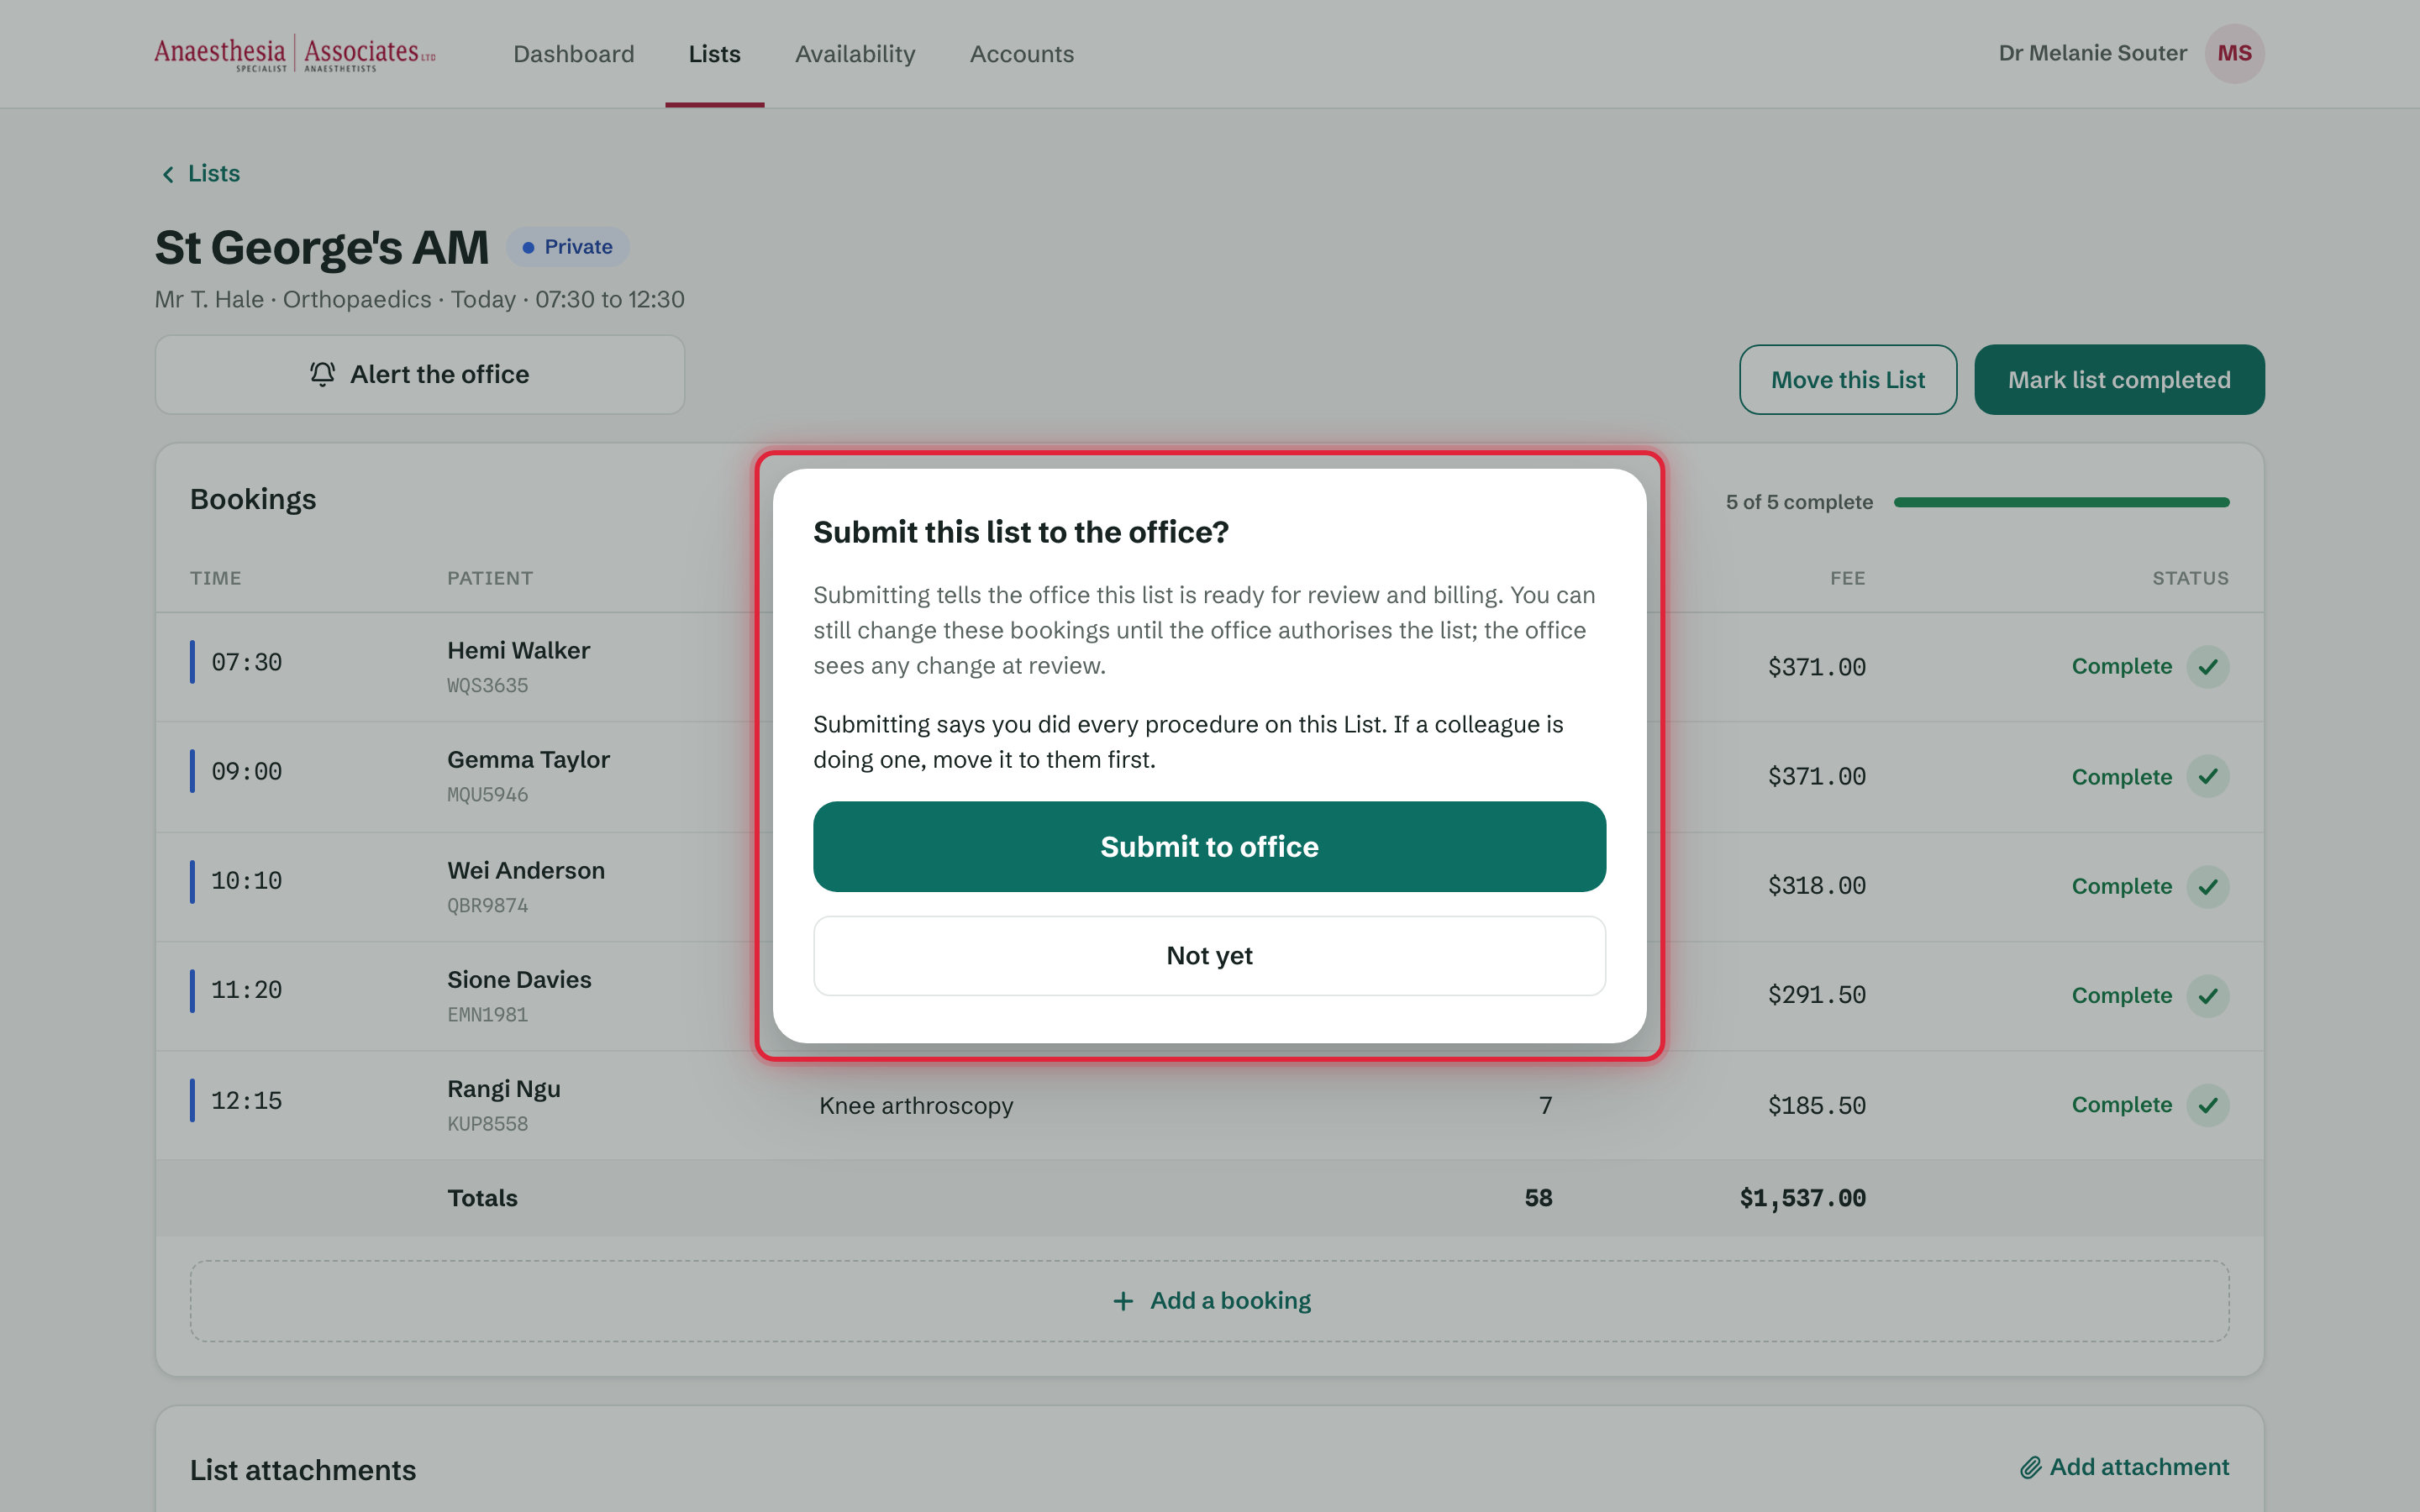 Anaesthesia Associates LTD
SPECIALIST ANAESTHETISTS
Dashboard
Lists
Availability
Accounts
Dr Melanie Souter
MS
Lists
St George's AM
Private
Mr T. Hale · Orthopaedics · Today · 07:30 to 12:30
Alert the office
Move this List
Mark list completed
Bookings
5 of 5 complete
TIME
PATIENT
FEE
STATUS
07:30
Hemi Walker
WQS3635
$371.00
Complete
09:00
Gemma Taylor
MQU5946
$371.00
Complete
10:10
Wei Anderson
QBR9874
$318.00
Complete
11:20
Sione Davies
EMN1981
$291.50
Complete
12:15
Rangi Ngu
KUP8558
Knee arthroscopy
7
$185.50
Complete
Totals
58
$1,537.00
Add a booking
List attachments
Add attachment
Submit this list to the office?
Submitting tells the office this list is ready for review and billing. You can
still change these bookings until the office authorises the list; the office
sees any change at review.
Submitting says you did every procedure on this List. If a colleague is
doing one, move it to them first.
Submit to office
Not yet